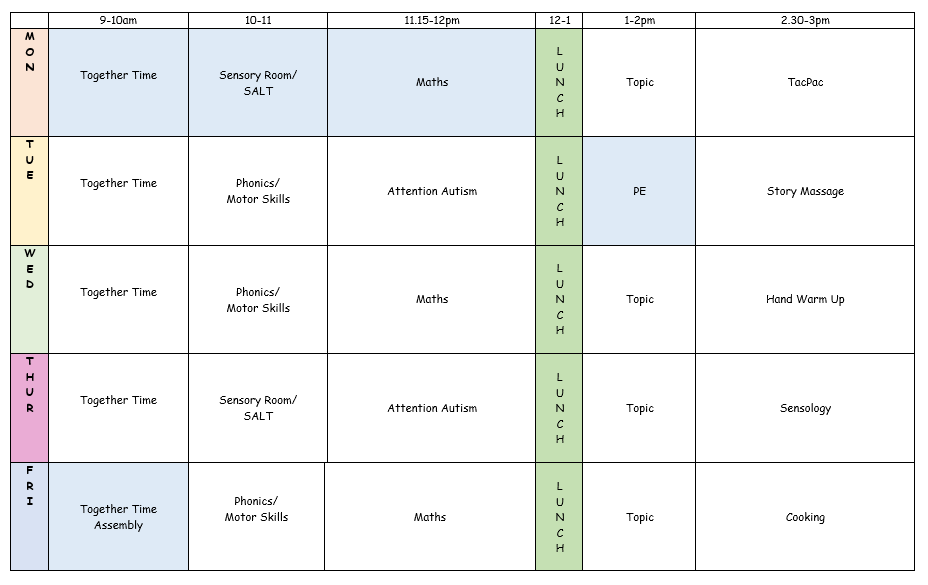 9-10am 10-11 11.15-12pm 12-1 1-2pm 2.30-3pm
MON
Together Time
Sensory Room/
SALT
Maths
LUNCH
Topic
TacPac
TUE
Together Time
Phonics/
Motor Skills
Attention Autism
LUNCH
PE
Story Massage
WED
Together Time
Phonics/
Motor Skills
Maths
LUNCH
Topic
Hand Warm Up
THUR
Together Time
Sensory Room/
SALT
Attention Autism
LUNCH
Topic
Sensology
FRI
Together Time
Assembly
Phonics/
Motor Skills
Maths
LUNCH
Topic
Cooking